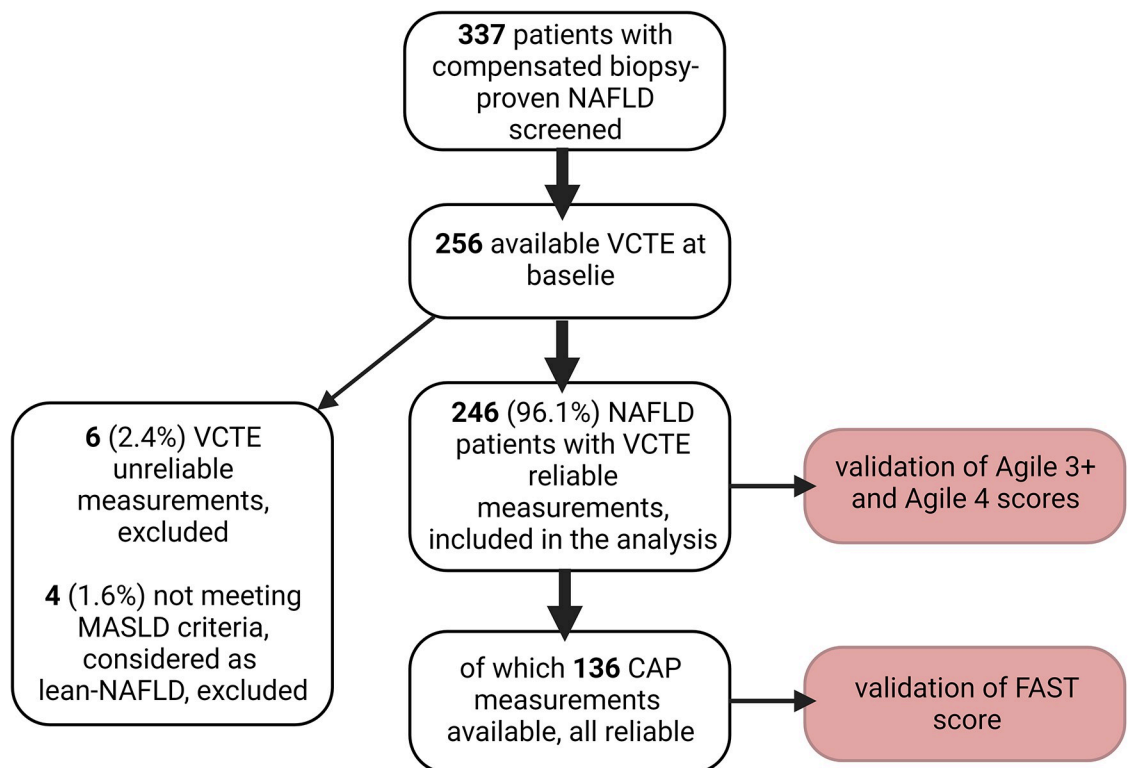 337 patients with
compensated biopsy-
proven NAFLD
screened
256 available VCTE at
baselie
6 (2.4%) VCTE
unreliable
measurements,
excluded
4 (1.6%) not meeting
MASLD criteria,
considered as
lean-NAFLD, excluded
246 (96.1%) NAFLD
patients with VCTE
reliable
measurements,
included in the analysis
validation of Agile 3+
and Agile 4 scores
of which 136 CAP
measurements
available, all reliable
validation of FAST
score